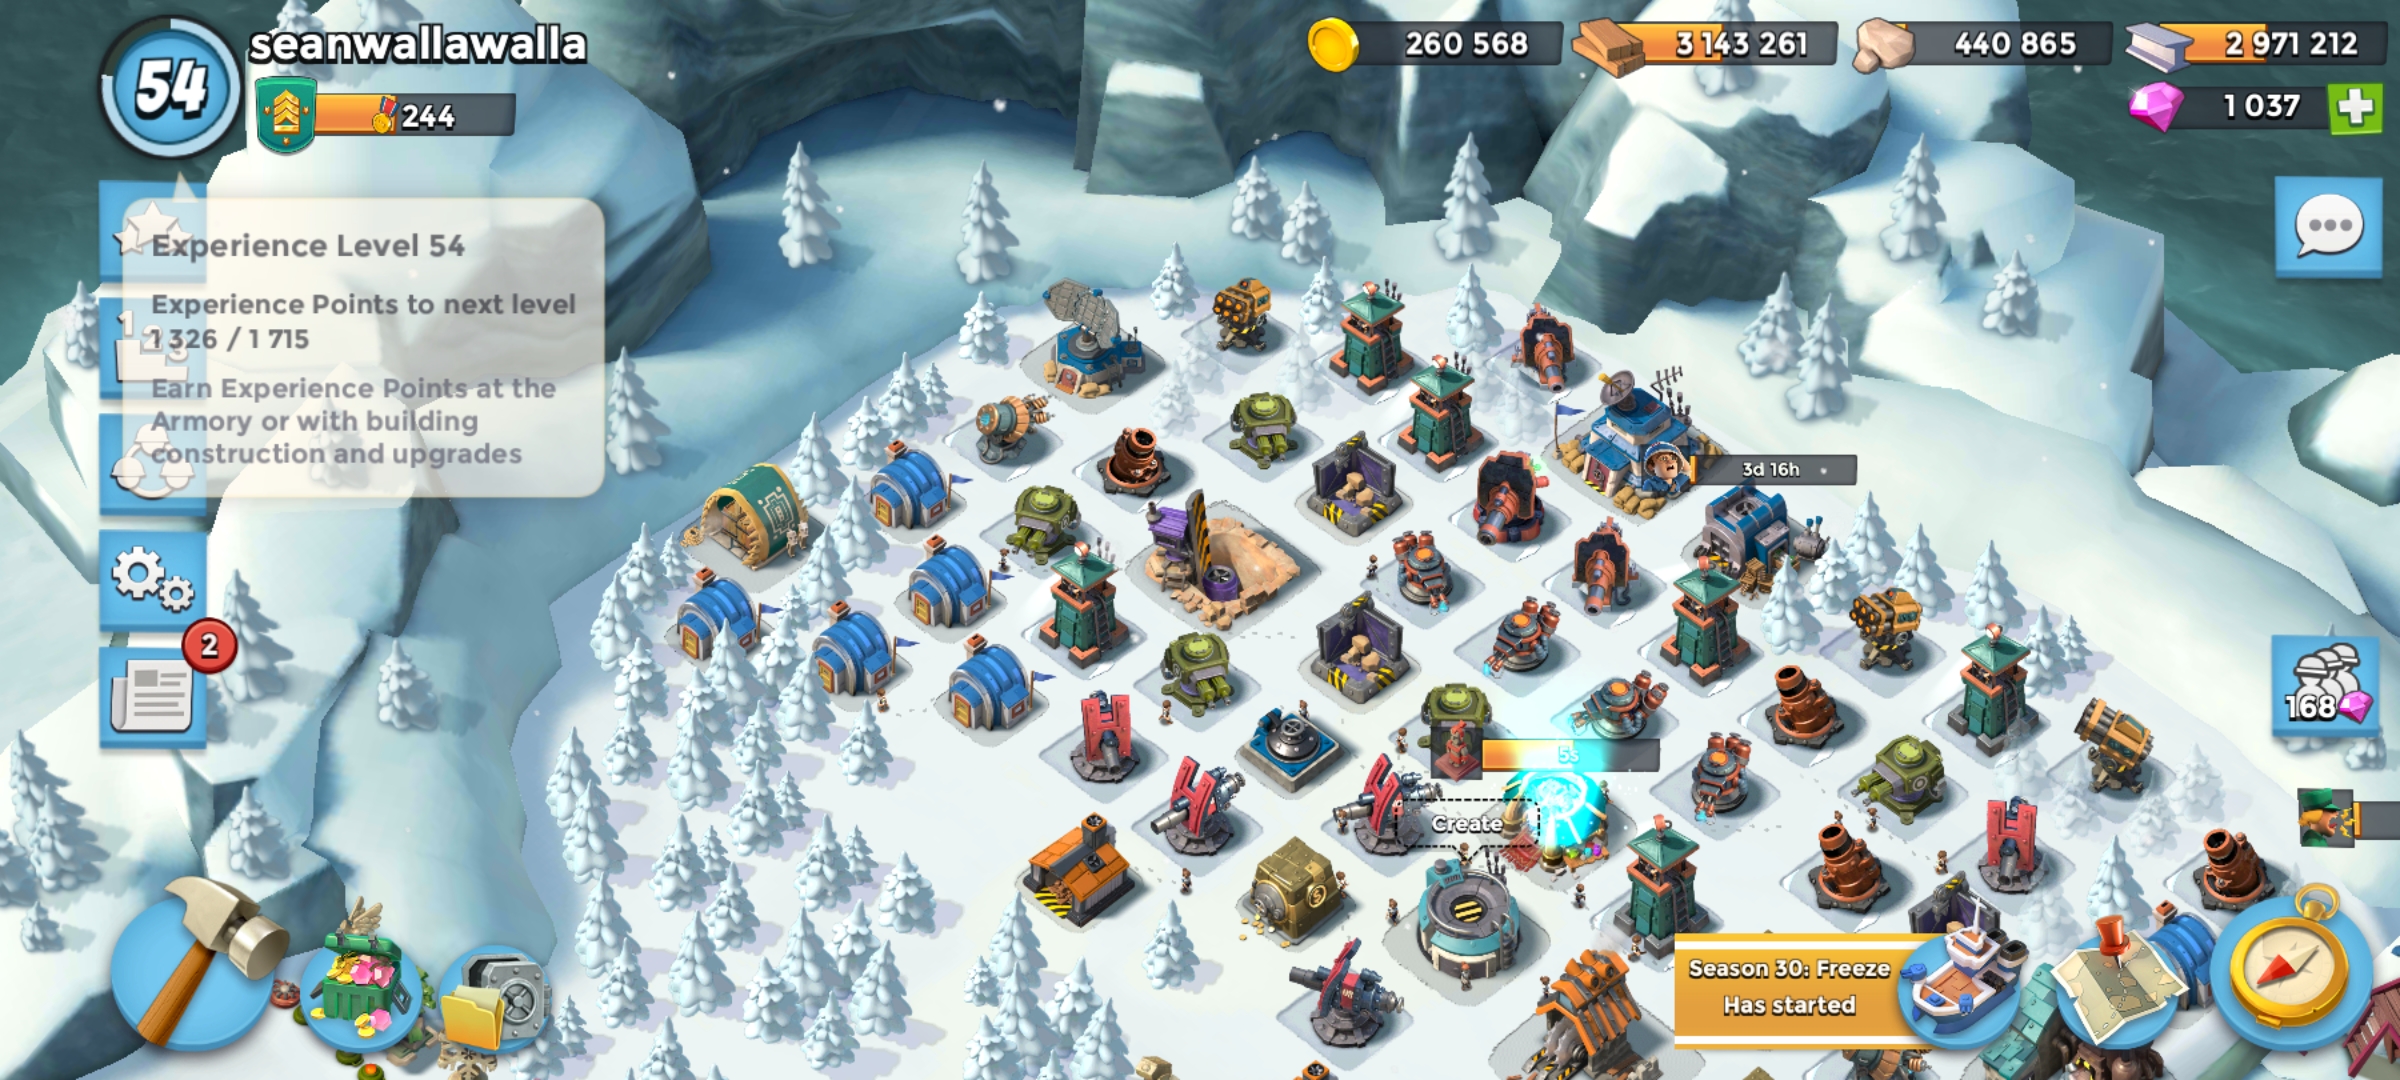 54
seanwallawalla
244
260 568
3 143 261
440 865
2 971 212
1 037
Experience Level 54
Experience Points to next level
1 326 / 1 715
Earn Experience Points at the
Armory or with building
construction and upgrades
3d 16h
2
168
5s
Create
Season 30: Freeze
Has started